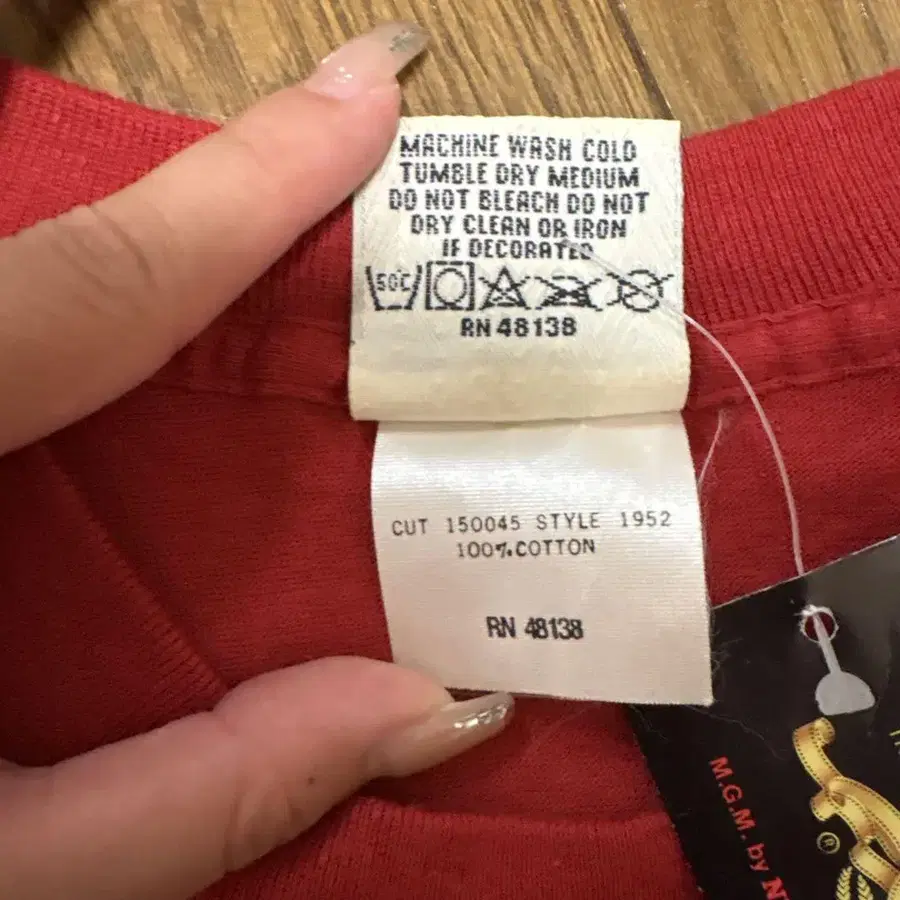 MACHINE WASH COLD
TUMBLE DRY MEDIUM
DO NOT BLEACH DO NOT
DRY CLEAN OR IRON
IF DECORATED
50°C
RN 48138
CUT 150045 STYLE 1952
100% COTTON
RN 48138
M.G.M. by
®